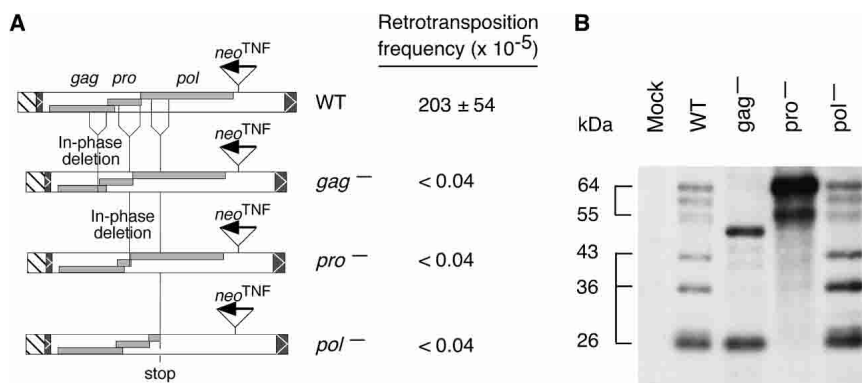 A
Retrotransposition
frequency (x 10-5)
neoTNF
gag pro pol
WT
203 ± 54
In-phase
deletion
neoTNF
gag —
< 0.04
In-phase
deletion
neoTNF
pro —
< 0.04
neoTNF
pol —
< 0.04
stop
B
kDa
Mock
WT
gag—
pro—
pol—
64
55
43
36
26